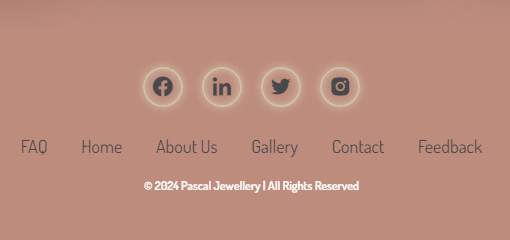 FAQ Home About Us Gallery Contact Feedback
© 2024 Pascal Jewellery | All Rights Reserved